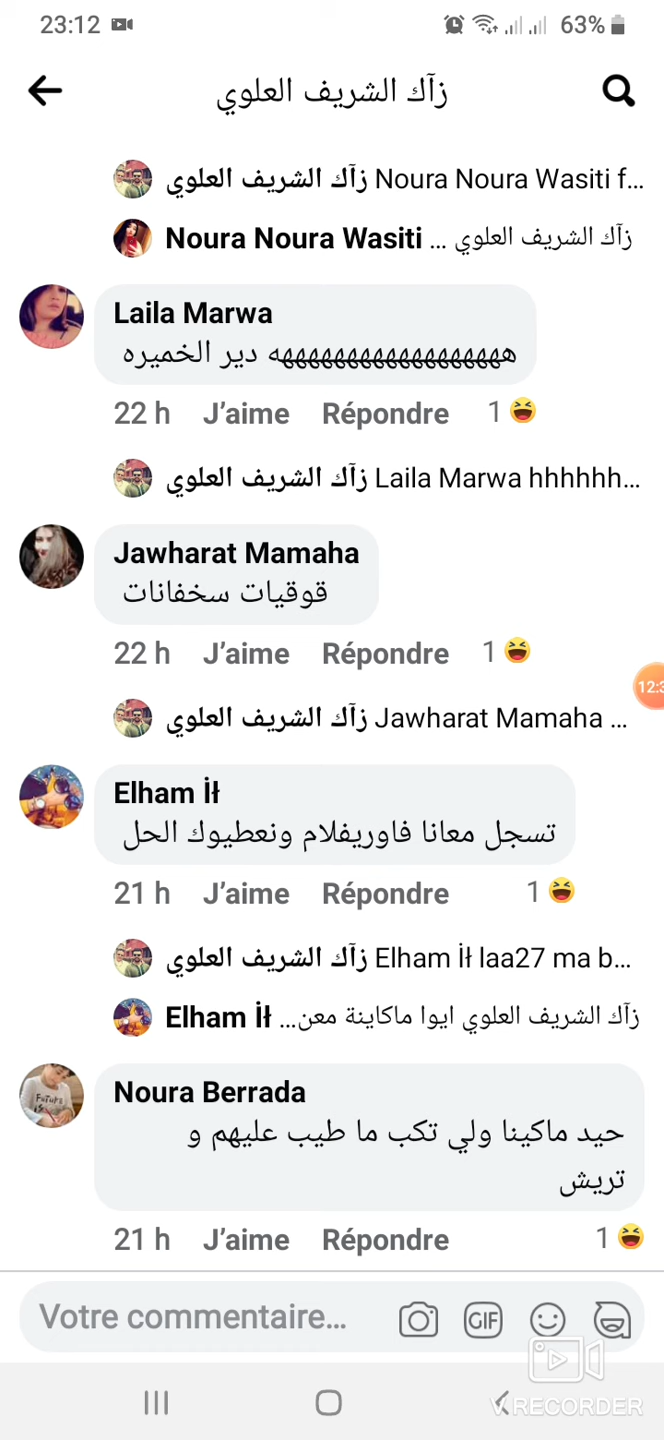 23:12
63%
زآك الشريف العلوي
زآك الشريف العلوي Noura Noura Wasiti f...
Noura Noura Wasiti زآك الشريف العلوي ...
Laila Marwa
هههههههههههههههههه دير الخميره
22 h J'aime Répondre 1
زآك الشريف العلوي Laila Marwa hhhhhh...
Jawharat Mamaha
قوقيات سخفانات
22 h J'aime Répondre 1
زآك الشريف العلوي Jawharat Mamaha ...
12:3
Elham İł
تسجل معانا فاوريفلام ونعطيوك الحل
21 h J'aime Répondre 1
زآك الشريف العلوي Elham İł laa27 ma b...
Elham İł زآك الشريف العلوي ايوا ماكاينة معن...
Noura Berrada
حيد ماكينا ولي تكب ما طيب عليهم و
تريش
21 h J'aime Répondre 1
Votre commentaire...
GIF
V.RECORDER